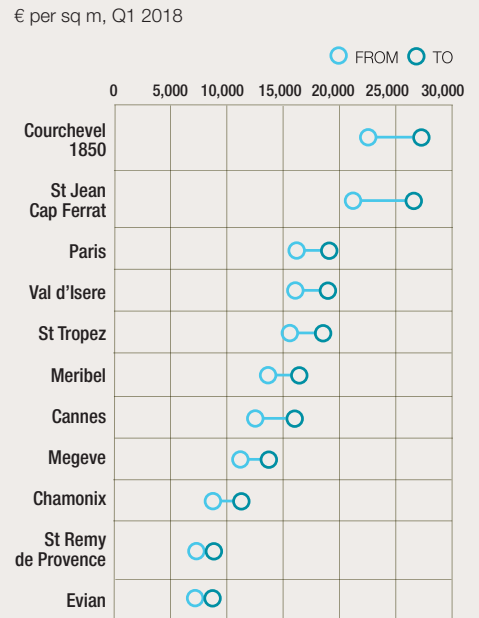 € per sq m, Q1 2018
FROM TO
0 5,000 10,000 15,000 20,000 25,000 30,000
Courchevel
1850
St Jean
Cap Ferrat
Paris
Val d’Isere
St Tropez
Meribel
Cannes
Megeve
Chamonix
St Remy
de Provence
Evian